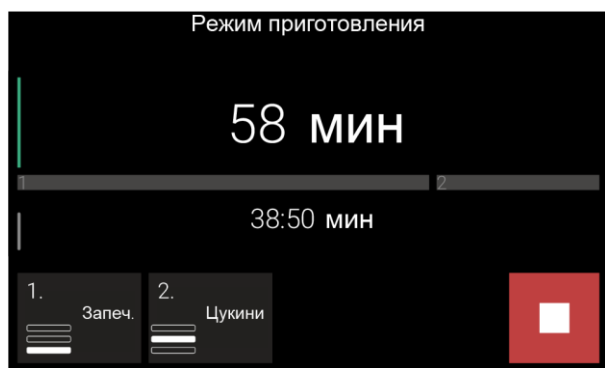 Режим приготовления
58 мин
1 2
38:50 мин
1. 2.
Запеч. Цукини